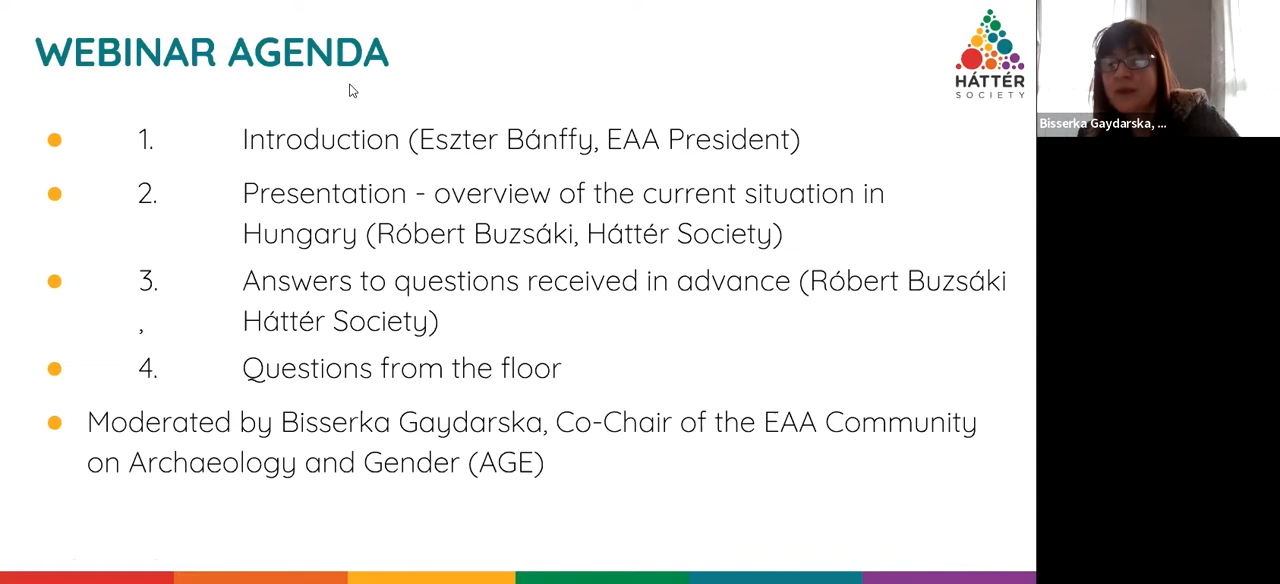 WEBINAR AGENDA
HÁTTÉR
SOCIETY
Bisserka Gaydarska, ...
1. Introduction (Eszter Bánffy, EAA President)
2. Presentation - overview of the current situation in
Hungary (Róbert Buzsáki, Háttér Society)
3. Answers to questions received in advance (Róbert Buzsáki
, Háttér Society)
4. Questions from the floor
Moderated by Bisserka Gaydarska, Co-Chair of the EAA Community
on Archaeology and Gender (AGE)